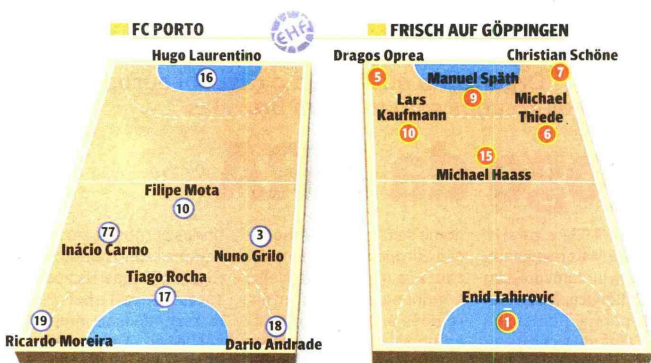 FC PORTO
EHF
FRISCH AUF GÖPPINGEN
Hugo Laurentino
16
Filipe Mota
10
77
Inácio Carmo
3
Nuno Grilo
Tiago Rocha
17
19
Ricardo Moreira
18
Dario Andrade
Dragos Oprea
5
Christian Schöne
7
Manuel Späth
9
Lars
Kaufmann
10
Michael
Thiede
6
15
Michael Haass
Enid Tahirovic
1